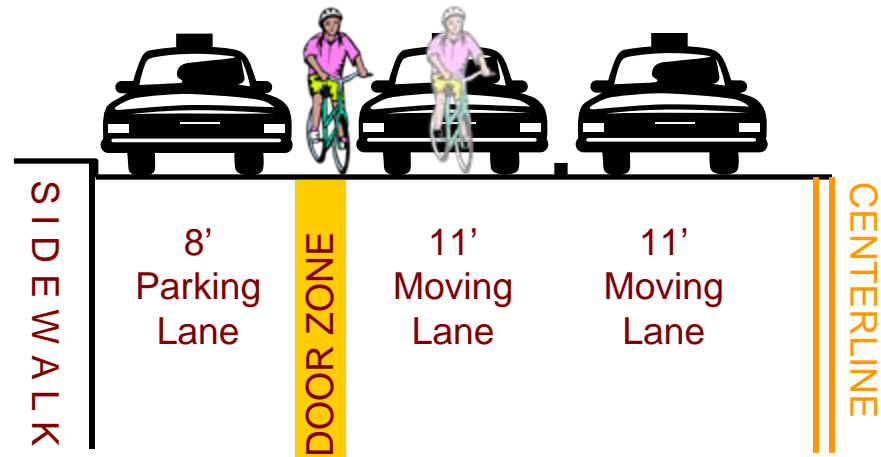 SIDEWALK
8’
Parking
Lane
DOOR ZONE
11’
Moving
Lane
11’
Moving
Lane
CENTERLINE